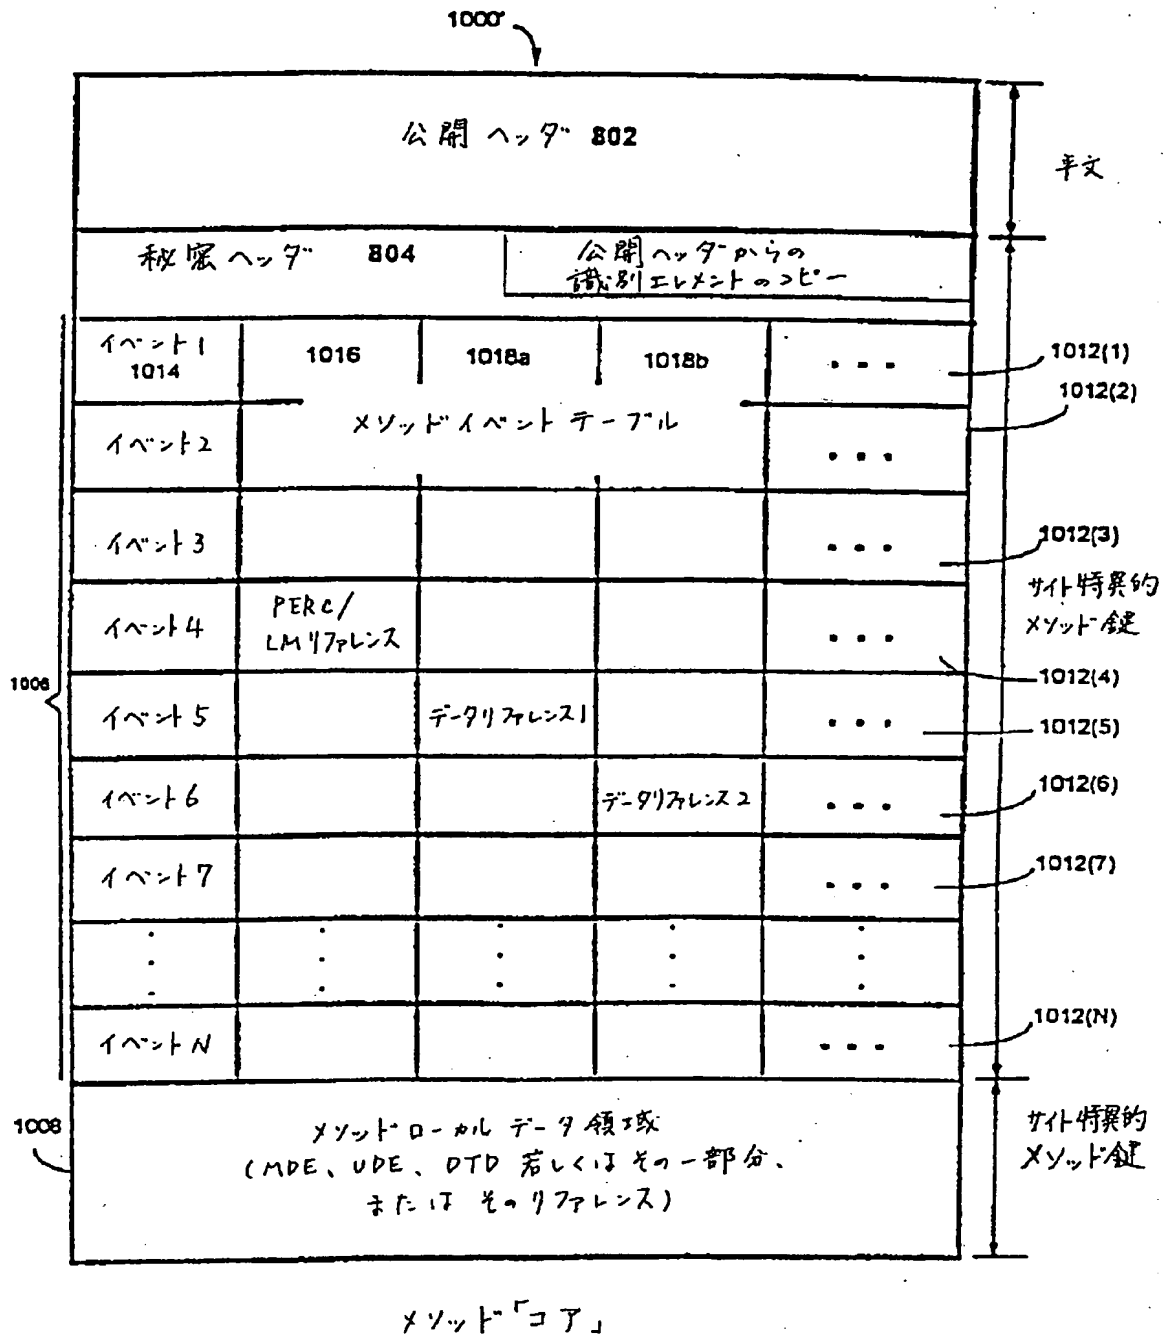 1000'
公開ヘッダ 802
平文
秘密ヘッダ 804
公開ヘッダからの
識別エレメントのコピー
イベント1
1014
1016
1018a
1018b
・・・
1012(1)
1012(2)
メソッドイベントテーブル
イベント2
・・・
イベント3
・・・
1012(3)
サイト特異的
メソッド鍵
イベント4
PERC/
LMリファレンス
・・・
1012(4)
1006
イベント5
データリファレンス1
・・・
1012(5)
イベント6
データリファレンス2
・・・
1012(6)
イベント7
・・・
1012(7)
イベントN
・・・
1012(N)
1008
メソッドローカルデータ領域
(MDE、UDE、DTD 若しくはその一部分、
またはそのリファレンス)
サイト特異的
メソッド鍵
メソッド「コア」